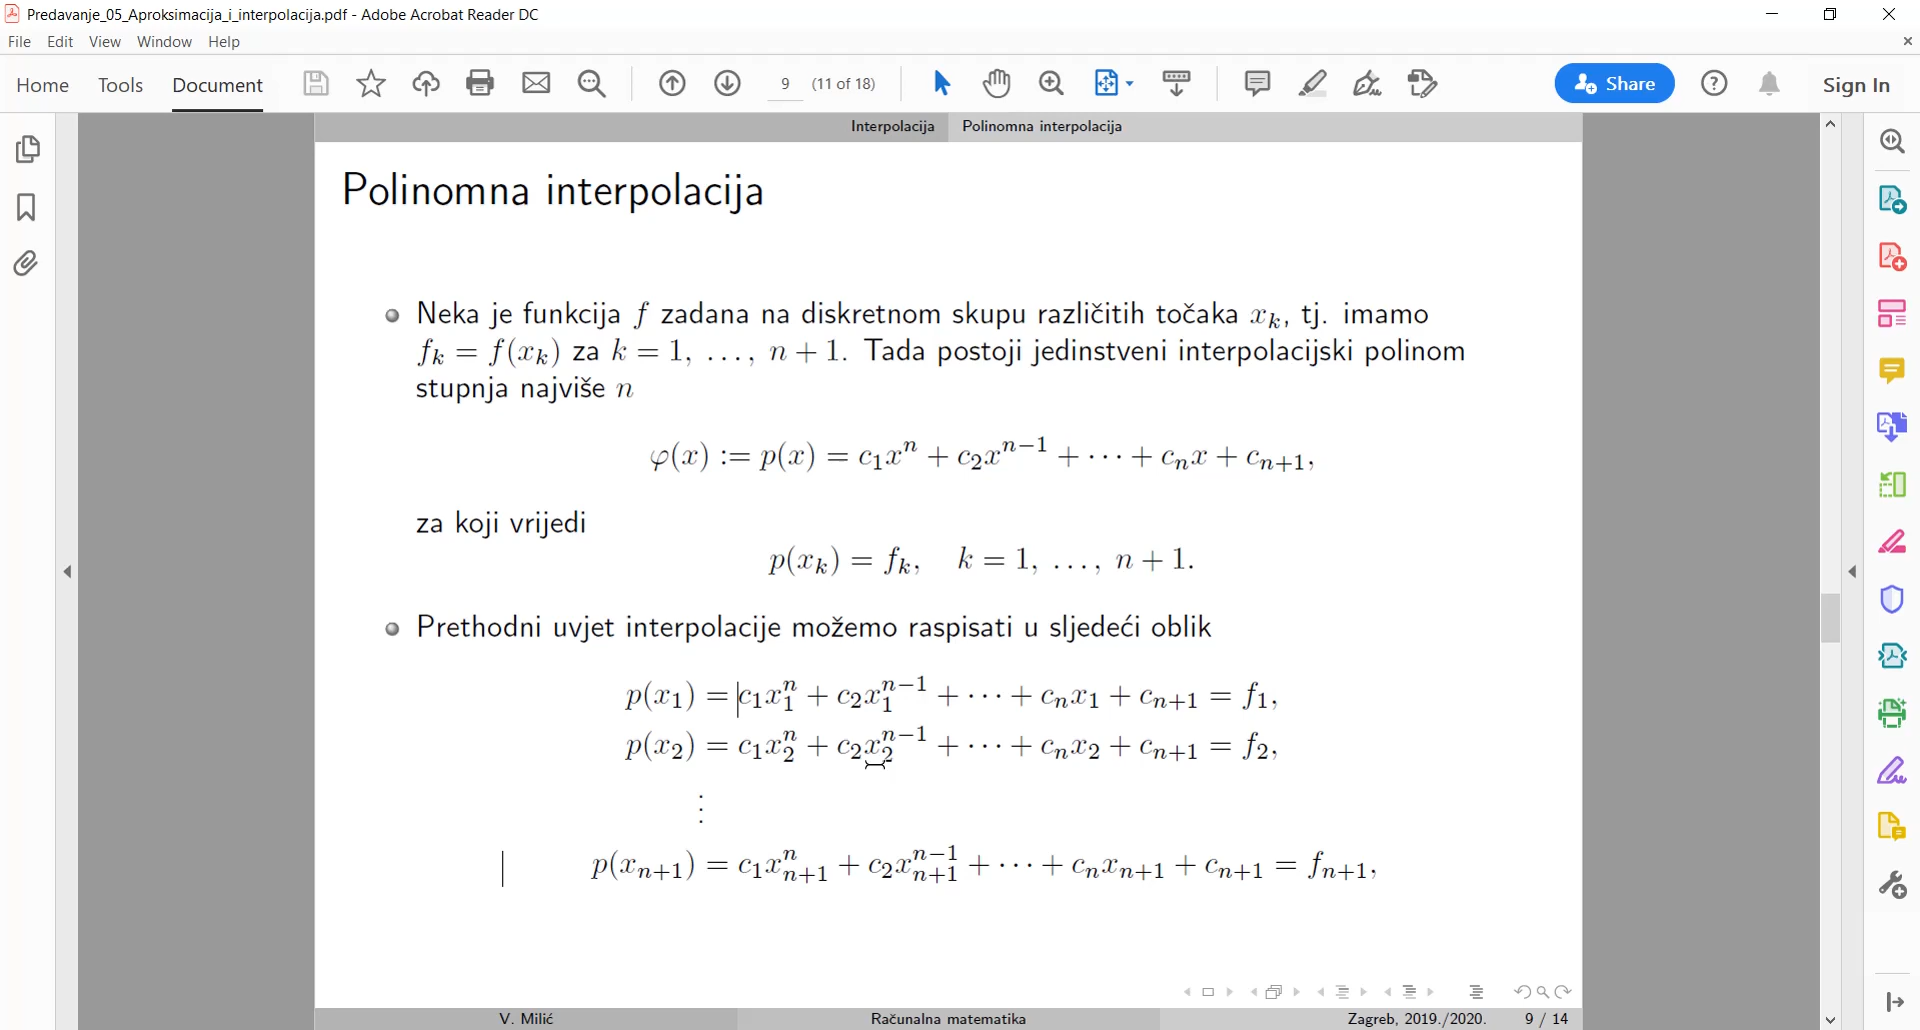 Predavanje_05_Aproksimacija_i_interpolacija.pdf - Adobe Acrobat Reader DC
File Edit View Window Help
Home Tools Document 9 (11 of 18) Share Sign In
Interpolacija Polinomna interpolacija
Polinomna interpolacija
Neka je funkcija f zadana na diskretnom skupu različitih točaka x_k, tj. imamo
f_k = f(x_k) za k = 1, ..., n + 1. Tada postoji jedinstveni interpolacijski polinom
stupnja najviše n
φ(x) := p(x) = c_1x^n + c_2x^{n−1} + ⋯ + c_nx + c_{n+1},
za koji vrijedi
p(x_k) = f_k, k = 1, ..., n + 1.
Prethodni uvjet interpolacije možemo raspisati u sljedeći oblik
p(x_1) = c_1x_1^n + c_2x_1^{n−1} + ⋯ + c_nx_1 + c_{n+1} = f_1,
p(x_2) = c_1x_2^n + c_2x_2^{n−1} + ⋯ + c_nx_2 + c_{n+1} = f_2,
⋮
p(x_{n+1}) = c_1x_{n+1}^n + c_2x_{n+1}^{n−1} + ⋯ + c_nx_{n+1} + c_{n+1} = f_{n+1},
V. Milić Računalna matematika Zagreb, 2019./2020. 9 / 14